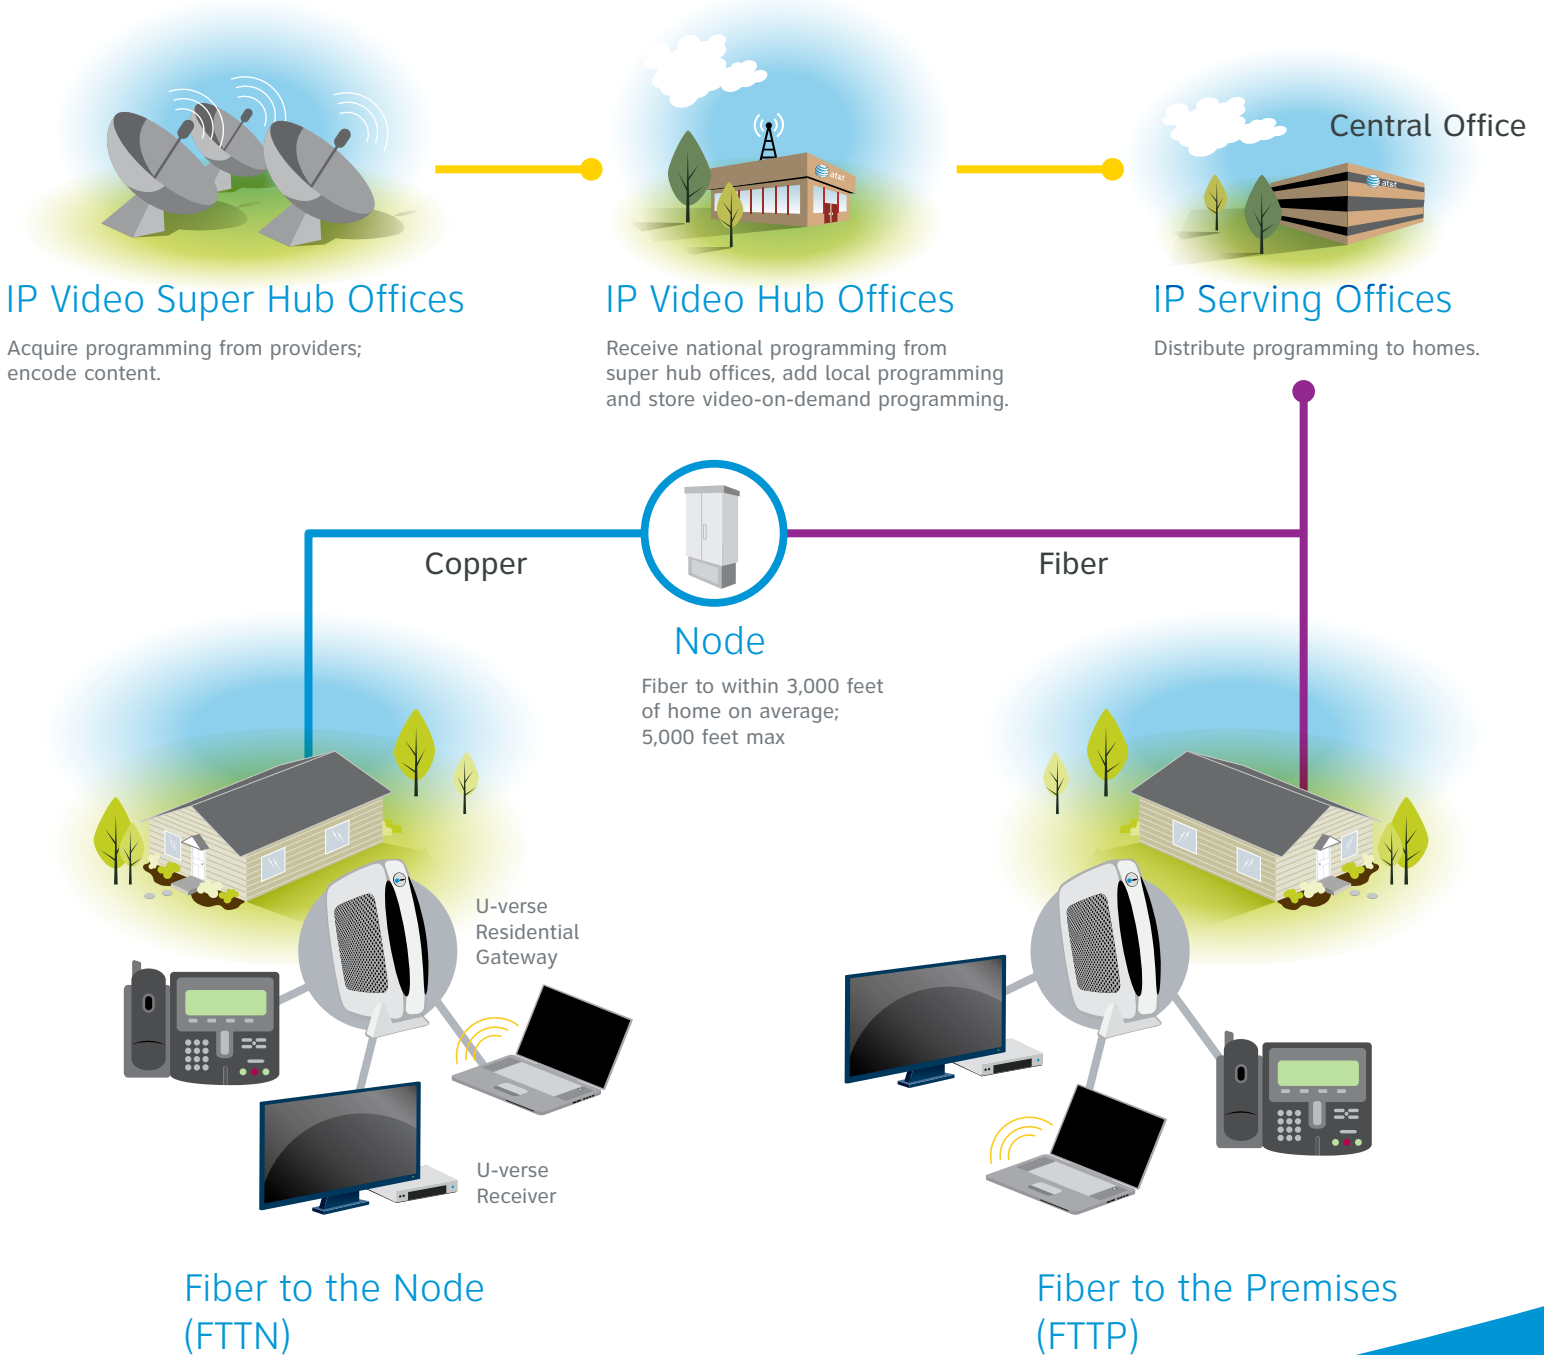 Central Office
at&t
at&t
IP Video Super Hub Offices
Acquire programming from providers;
encode content.
IP Video Hub Offices
Receive national programming from
super hub offices, add local programming
and store video-on-demand programming.
IP Serving Offices
Distribute programming to homes.
Copper
Fiber
Node
Fiber to within 3,000 feet
of home on average;
5,000 feet max
U-verse
Residential
Gateway
U-verse
Receiver
Fiber to the Node
(FTTN)
Fiber to the Premises
(FTTP)